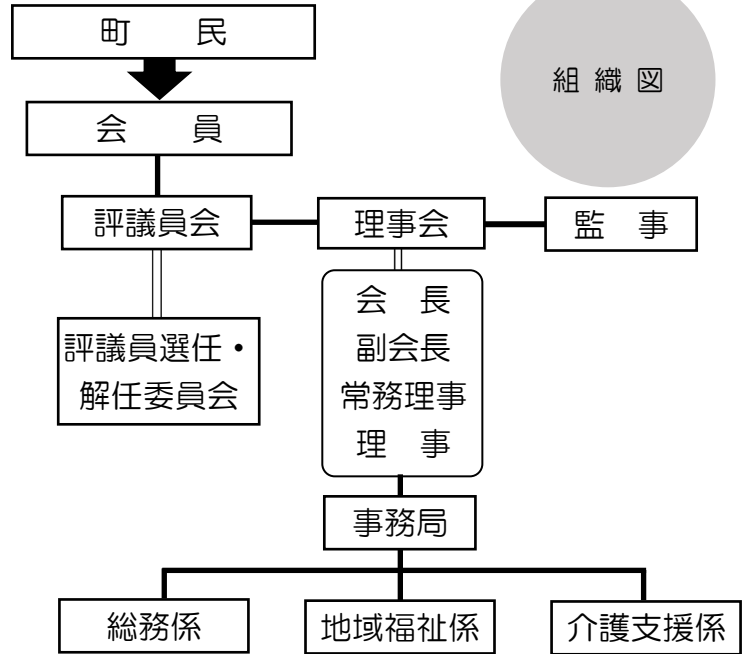 組 織 図
町　　民
会　　員
評議員会
理事会
監　事
評議員選任・
解任委員会
会　長
副会長
常務理事
理　事
事務局
総務係
地域福祉係
介護支援係